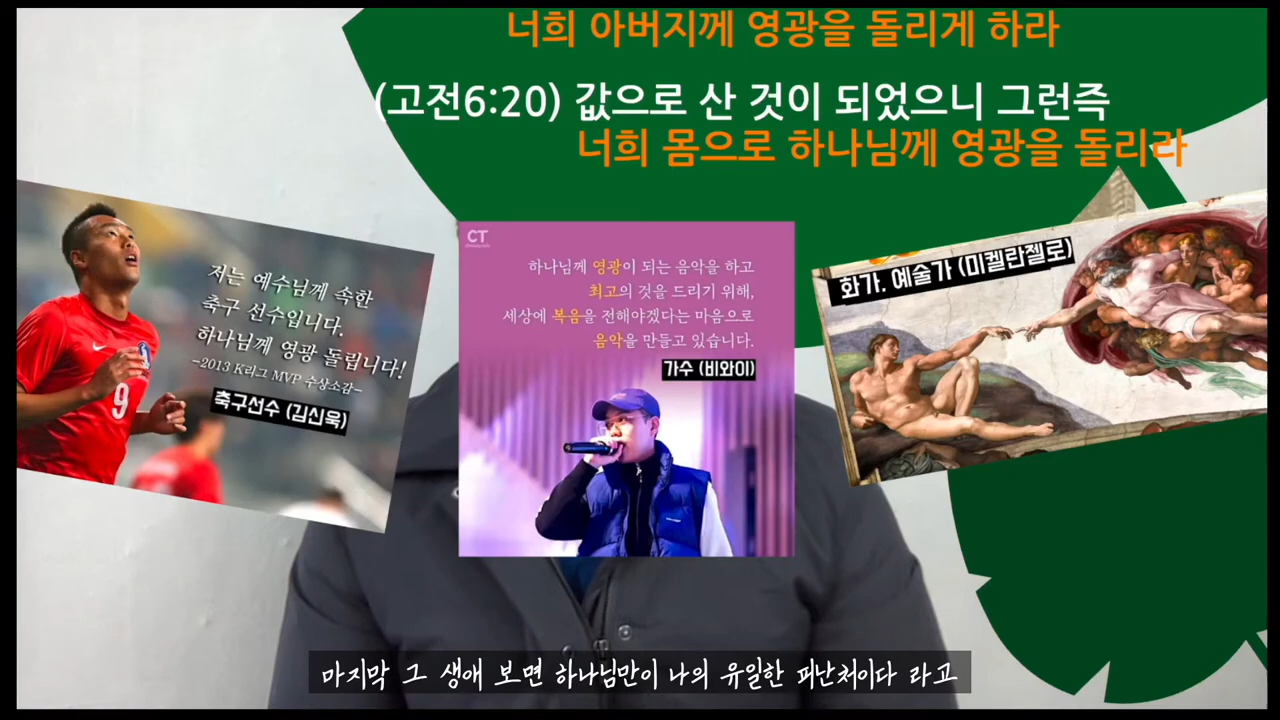 너희 아버지께 영광을 돌리게 하라
(고전6:20) 값으로 산 것이 되었으니 그런즉
너희 몸으로 하나님께 영광을 돌리라
저는 예수님께 속한
축구 선수입니다.
하나님께 영광 돌립니다!
-2013 K리그 MVP 수상소감-
축구선수 (김신욱)
9
CT
하나님께 영광이 되는 음악을 하고
최고의 것을 드리기 위해,
세상에 복음을 전해야겠다는 마음으로
음악을 만들고 있습니다.
가수 (비와이)
화가. 예술가 (미켈란젤로)
마지막 그 생애 보면 하나님만이 나의 유일한 피난처이다 라고